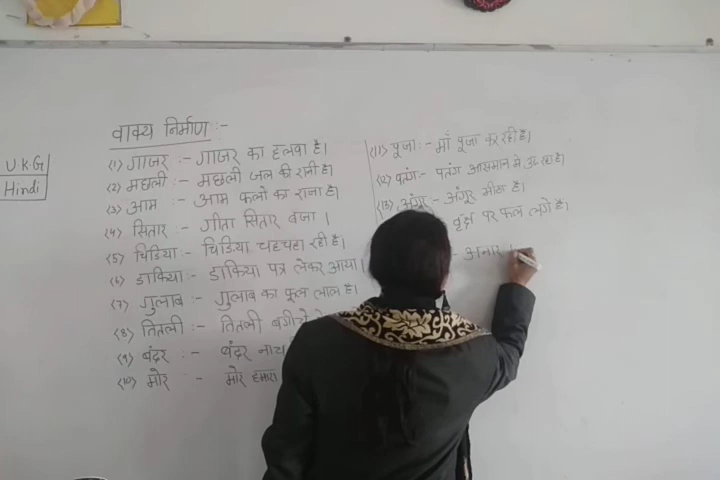 UKG
Hindi
वाक्य निर्माण :-
(1) गाजर :- गाजर का हलवा है।
(2) मछली :- मछली जल की रानी है।
(3) आम :- आम फलो का राजा है।
(4) सितार :- गीता सितार बजा ।
(5) चिडिया :- चिडिया चहचहा रही है।
(6) डाकिया :- डाकिया पत्र लेकर आया।
(7) गुलाब :- गुलाब का फूल लाल है।
(8) तितली :- तितली बगीचे
(9) बंदर :- बंदर नाच
(10) मोर :- मोर हमारा
(11) पूजा :- माँ पूजा कर रही है।
(12) पतंग :- पतंग आसमान मे उड रहा है।
(13) अंगूर - अंगूर मीठा है।
वृक्ष पर फल लगे है।
- अनार